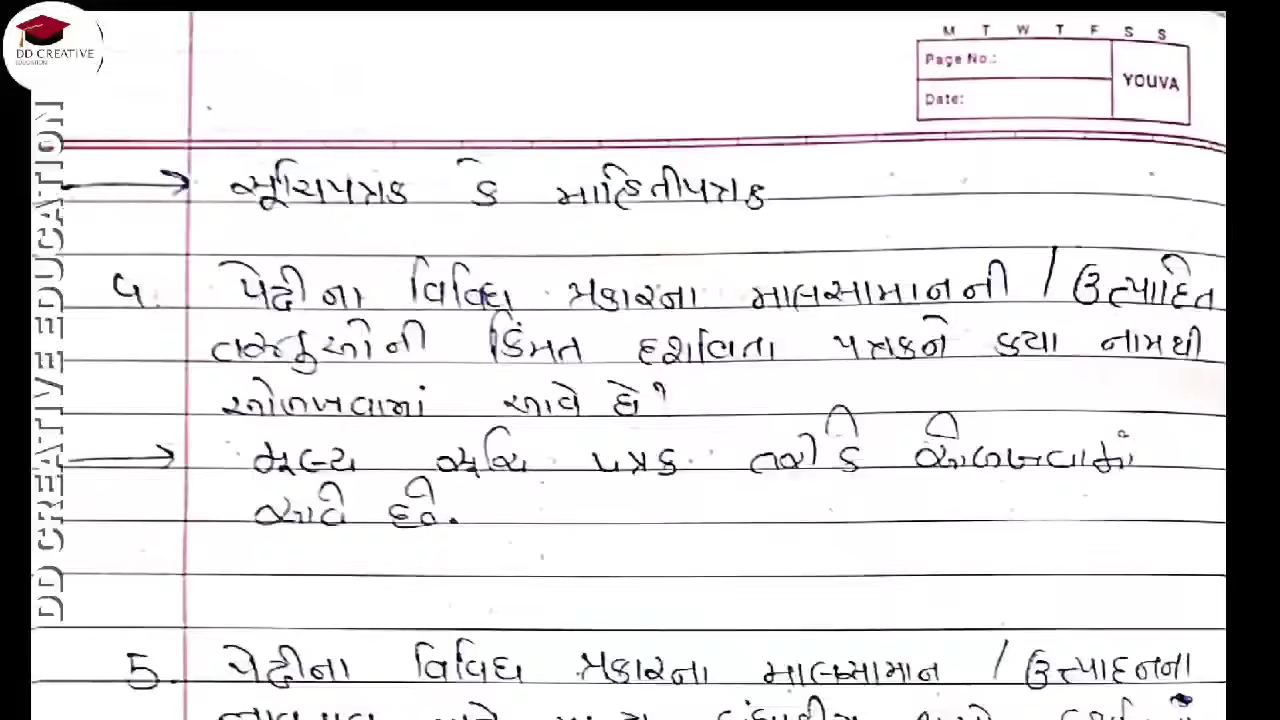 DD CREATIVE
EDUCATION
M T W T F S S
Page No.:
YOUVA
Date:
DD CREATIVE EDUCATION
સૂચિપત્રક કે માહિતીપત્રક
૫. પેઢીના વિવિધ પ્રકારના માલસામાનની / ઉત્પાદિત
વસ્તુઓની કિંમત દર્શાવતા પત્રકને કયા નામથી
ઓળખવામાં આવે છે?
મૂલ્ય સૂચિ પત્રક તરીકે ઓળખવામાં
આવે છે.
5. પેઢીના વિવિધ પ્રકારના માલસામાન / ઉત્પાદનના